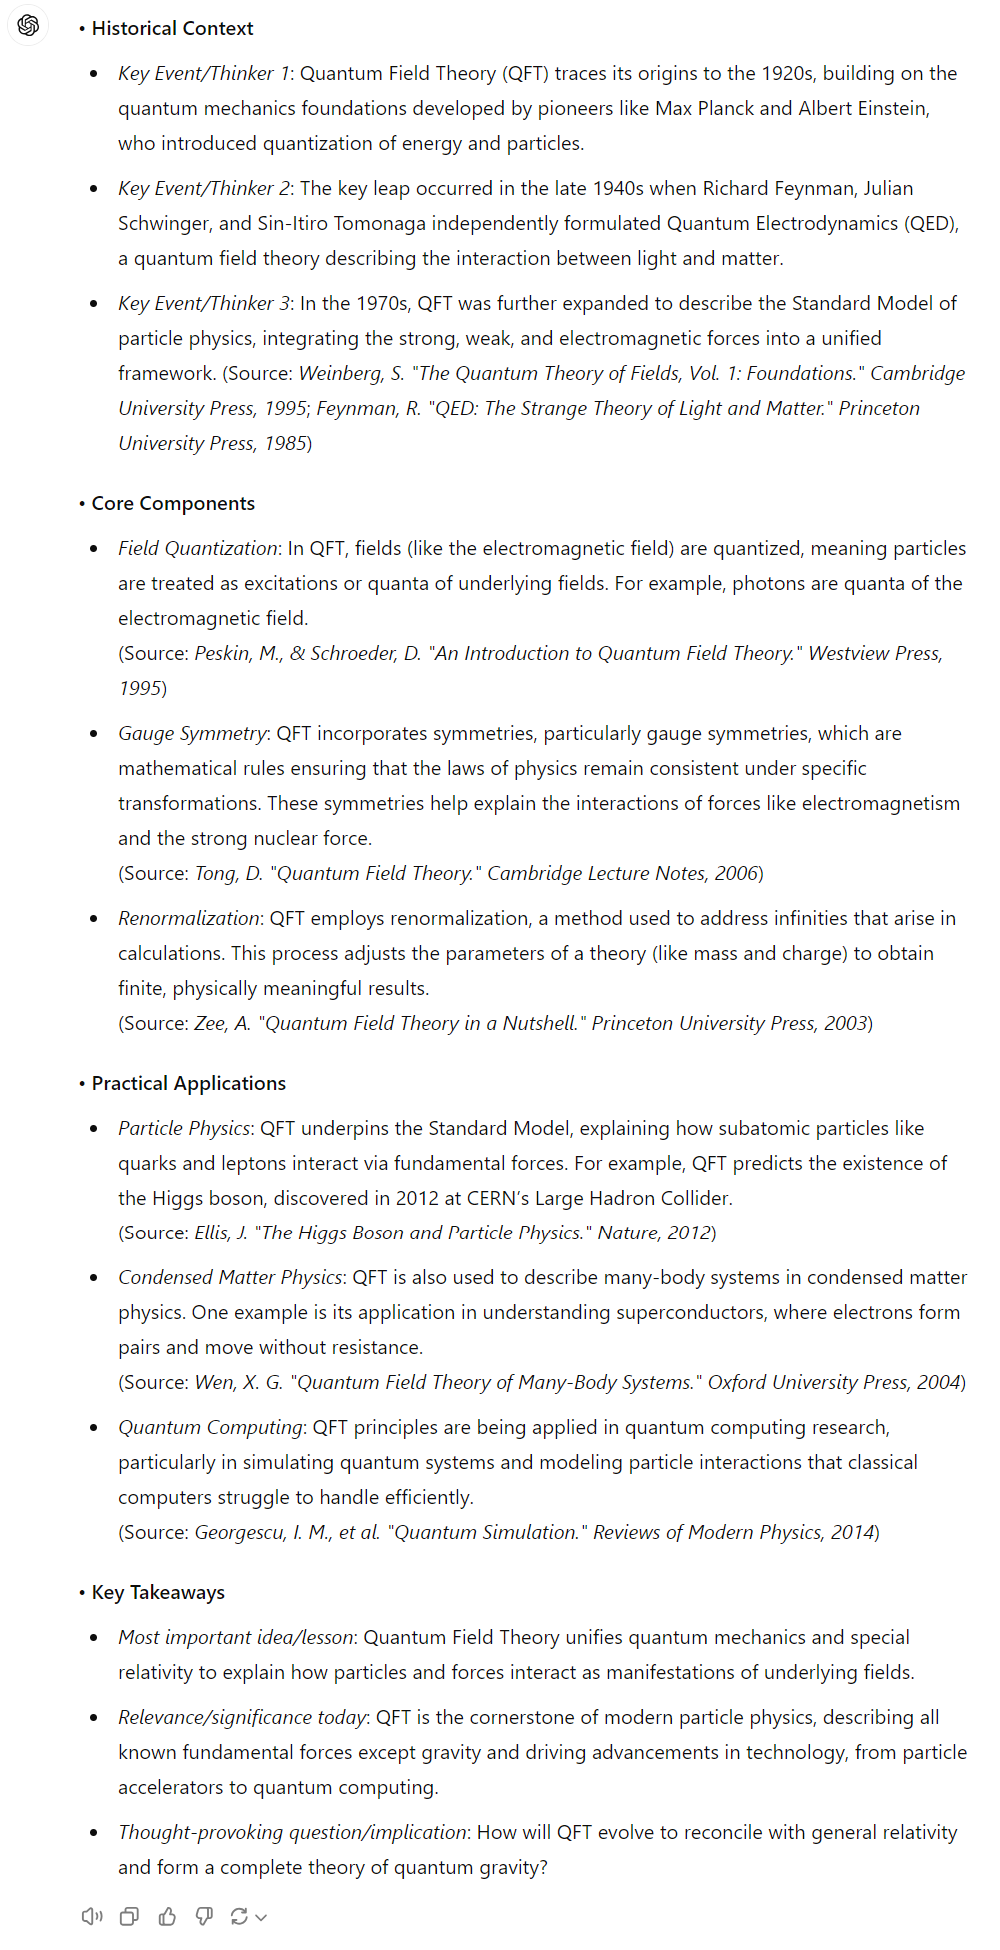 • Historical Context
• Key Event/Thinker 1: Quantum Field Theory (QFT) traces its origins to the 1920s, building on the
quantum mechanics foundations developed by pioneers like Max Planck and Albert Einstein,
who introduced quantization of energy and particles.
• Key Event/Thinker 2: The key leap occurred in the late 1940s when Richard Feynman, Julian
Schwinger, and Sin-Itiro Tomonaga independently formulated Quantum Electrodynamics (QED),
a quantum field theory describing the interaction between light and matter.
• Key Event/Thinker 3: In the 1970s, QFT was further expanded to describe the Standard Model of
particle physics, integrating the strong, weak, and electromagnetic forces into a unified
framework. (Source: Weinberg, S. "The Quantum Theory of Fields, Vol. 1: Foundations." Cambridge
University Press, 1995; Feynman, R. "QED: The Strange Theory of Light and Matter." Princeton
University Press, 1985)
• Core Components
• Field Quantization: In QFT, fields (like the electromagnetic field) are quantized, meaning particles
are treated as excitations or quanta of underlying fields. For example, photons are quanta of the
electromagnetic field.
(Source: Peskin, M., & Schroeder, D. "An Introduction to Quantum Field Theory." Westview Press,
1995)
• Gauge Symmetry: QFT incorporates symmetries, particularly gauge symmetries, which are
mathematical rules ensuring that the laws of physics remain consistent under specific
transformations. These symmetries help explain the interactions of forces like electromagnetism
and the strong nuclear force.
(Source: Tong, D. "Quantum Field Theory." Cambridge Lecture Notes, 2006)
• Renormalization: QFT employs renormalization, a method used to address infinities that arise in
calculations. This process adjusts the parameters of a theory (like mass and charge) to obtain
finite, physically meaningful results.
(Source: Zee, A. "Quantum Field Theory in a Nutshell." Princeton University Press, 2003)
• Practical Applications
• Particle Physics: QFT underpins the Standard Model, explaining how subatomic particles like
quarks and leptons interact via fundamental forces. For example, QFT predicts the existence of
the Higgs boson, discovered in 2012 at CERN’s Large Hadron Collider.
(Source: Ellis, J. "The Higgs Boson and Particle Physics." Nature, 2012)
• Condensed Matter Physics: QFT is also used to describe many-body systems in condensed matter
physics. One example is its application in understanding superconductors, where electrons form
pairs and move without resistance.
(Source: Wen, X. G. "Quantum Field Theory of Many-Body Systems." Oxford University Press, 2004)
• Quantum Computing: QFT principles are being applied in quantum computing research,
particularly in simulating quantum systems and modeling particle interactions that classical
computers struggle to handle efficiently.
(Source: Georgescu, I. M., et al. "Quantum Simulation." Reviews of Modern Physics, 2014)
• Key Takeaways
• Most important idea/lesson: Quantum Field Theory unifies quantum mechanics and special
relativity to explain how particles and forces interact as manifestations of underlying fields.
• Relevance/significance today: QFT is the cornerstone of modern particle physics, describing all
known fundamental forces except gravity and driving advancements in technology, from particle
accelerators to quantum computing.
• Thought-provoking question/implication: How will QFT evolve to reconcile with general relativity
and form a complete theory of quantum gravity?